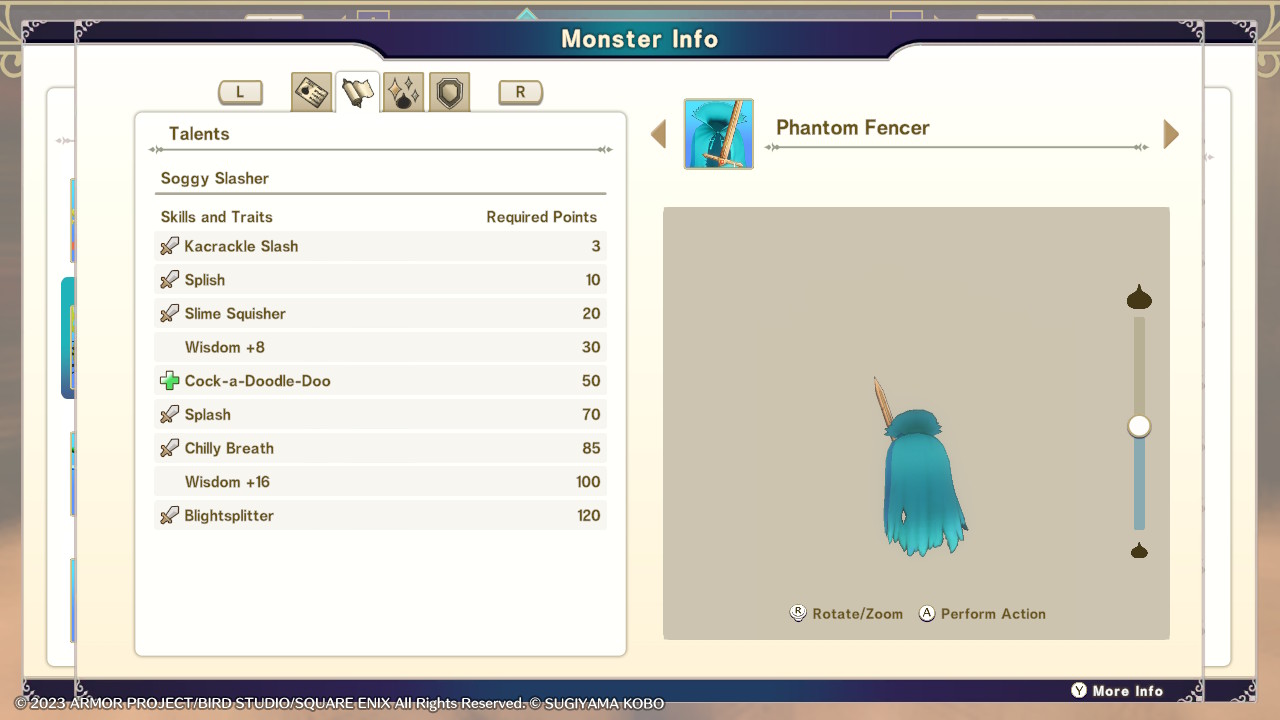 Monster Info
L
R
Talents
Soggy Slasher
Skills and Traits Required Points
Kacrackle Slash 3
Splish 10
Slime Squisher 20
Wisdom +8 30
Cock-a-Doodle-Doo 50
Splash 70
Chilly Breath 85
Wisdom +16 100
Blightsplitter 120
Phantom Fencer
R Rotate/Zoom A Perform Action
Y More Info
© 2023 ARMOR PROJECT/BIRD STUDIO/SQUARE ENIX All Rights Reserved. © SUGIYAMA KOBO